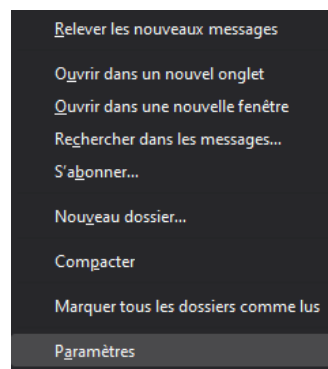 Relever les nouveaux messages
Ouvrir dans un nouvel onglet
Ouvrir dans une nouvelle fenêtre
Rechercher dans les messages...
S'abonner...
Nouveau dossier...
Compacter
Marquer tous les dossiers comme lus
Paramètres